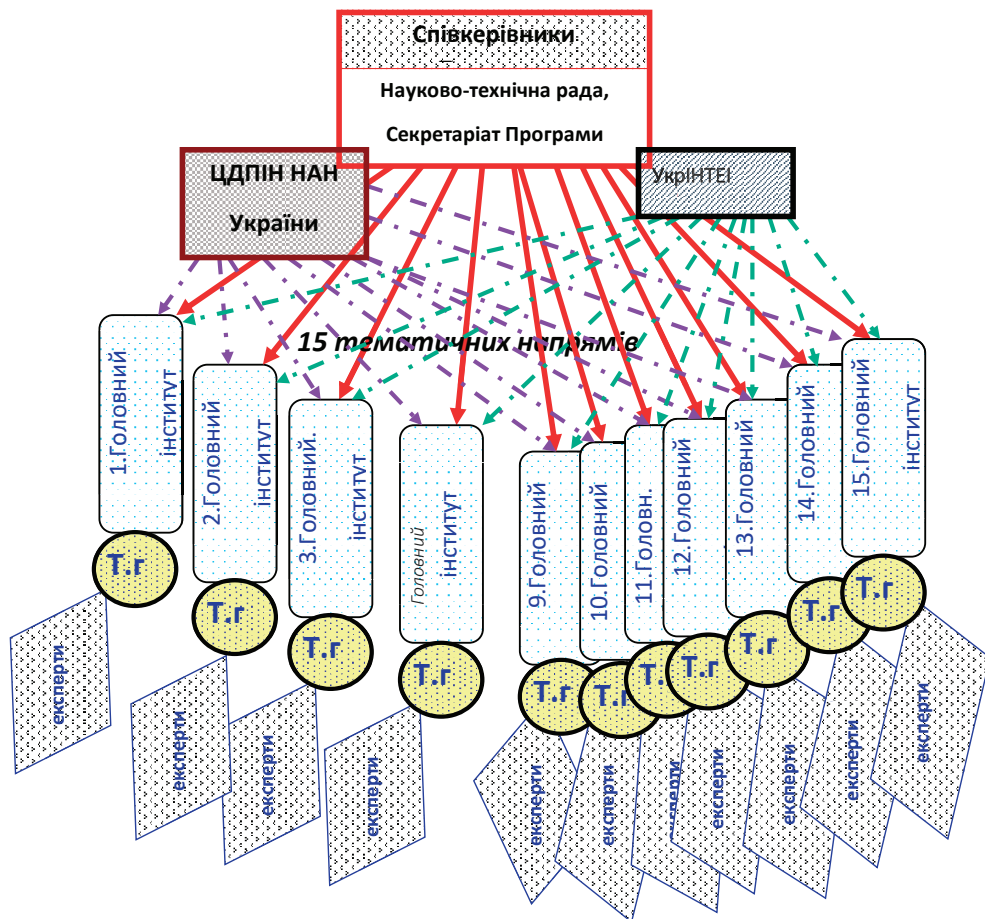 Співкерівники
Науково-технічна рада,
Секретаріат Програми
ЦДПІН НАН
України
УкрІНТЕІ
15 тематичних напрямів
1.Головний
інститут
2.Головний
інститут
3.Головний.
інститут
Головний
інститут
9.Головний
10.Головний
11.Головн.
12.Головний
13.Головний
14.Головний
15.Головний
інститут
Т.г
Т.г
Т.г
Т.г
Т.г
Т.г
Т.г
Т.г
Т.г
Т.г
Т.г
експерти
експерти
експерти
експерти
експерти
експерти
експерти
експерти
експерти
експерти
експерти